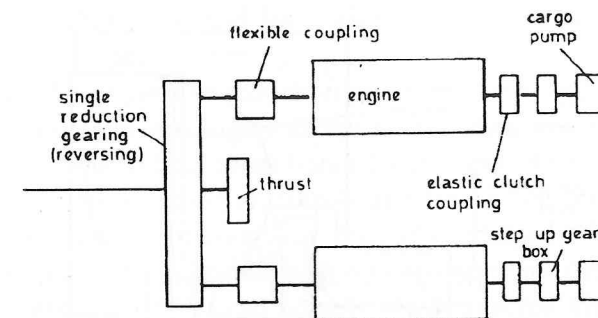 flexible coupling
cargo
pump
single
reduction
gearing
(reversing)
engine
thrust
elastic clutch
coupling
step up gear
box